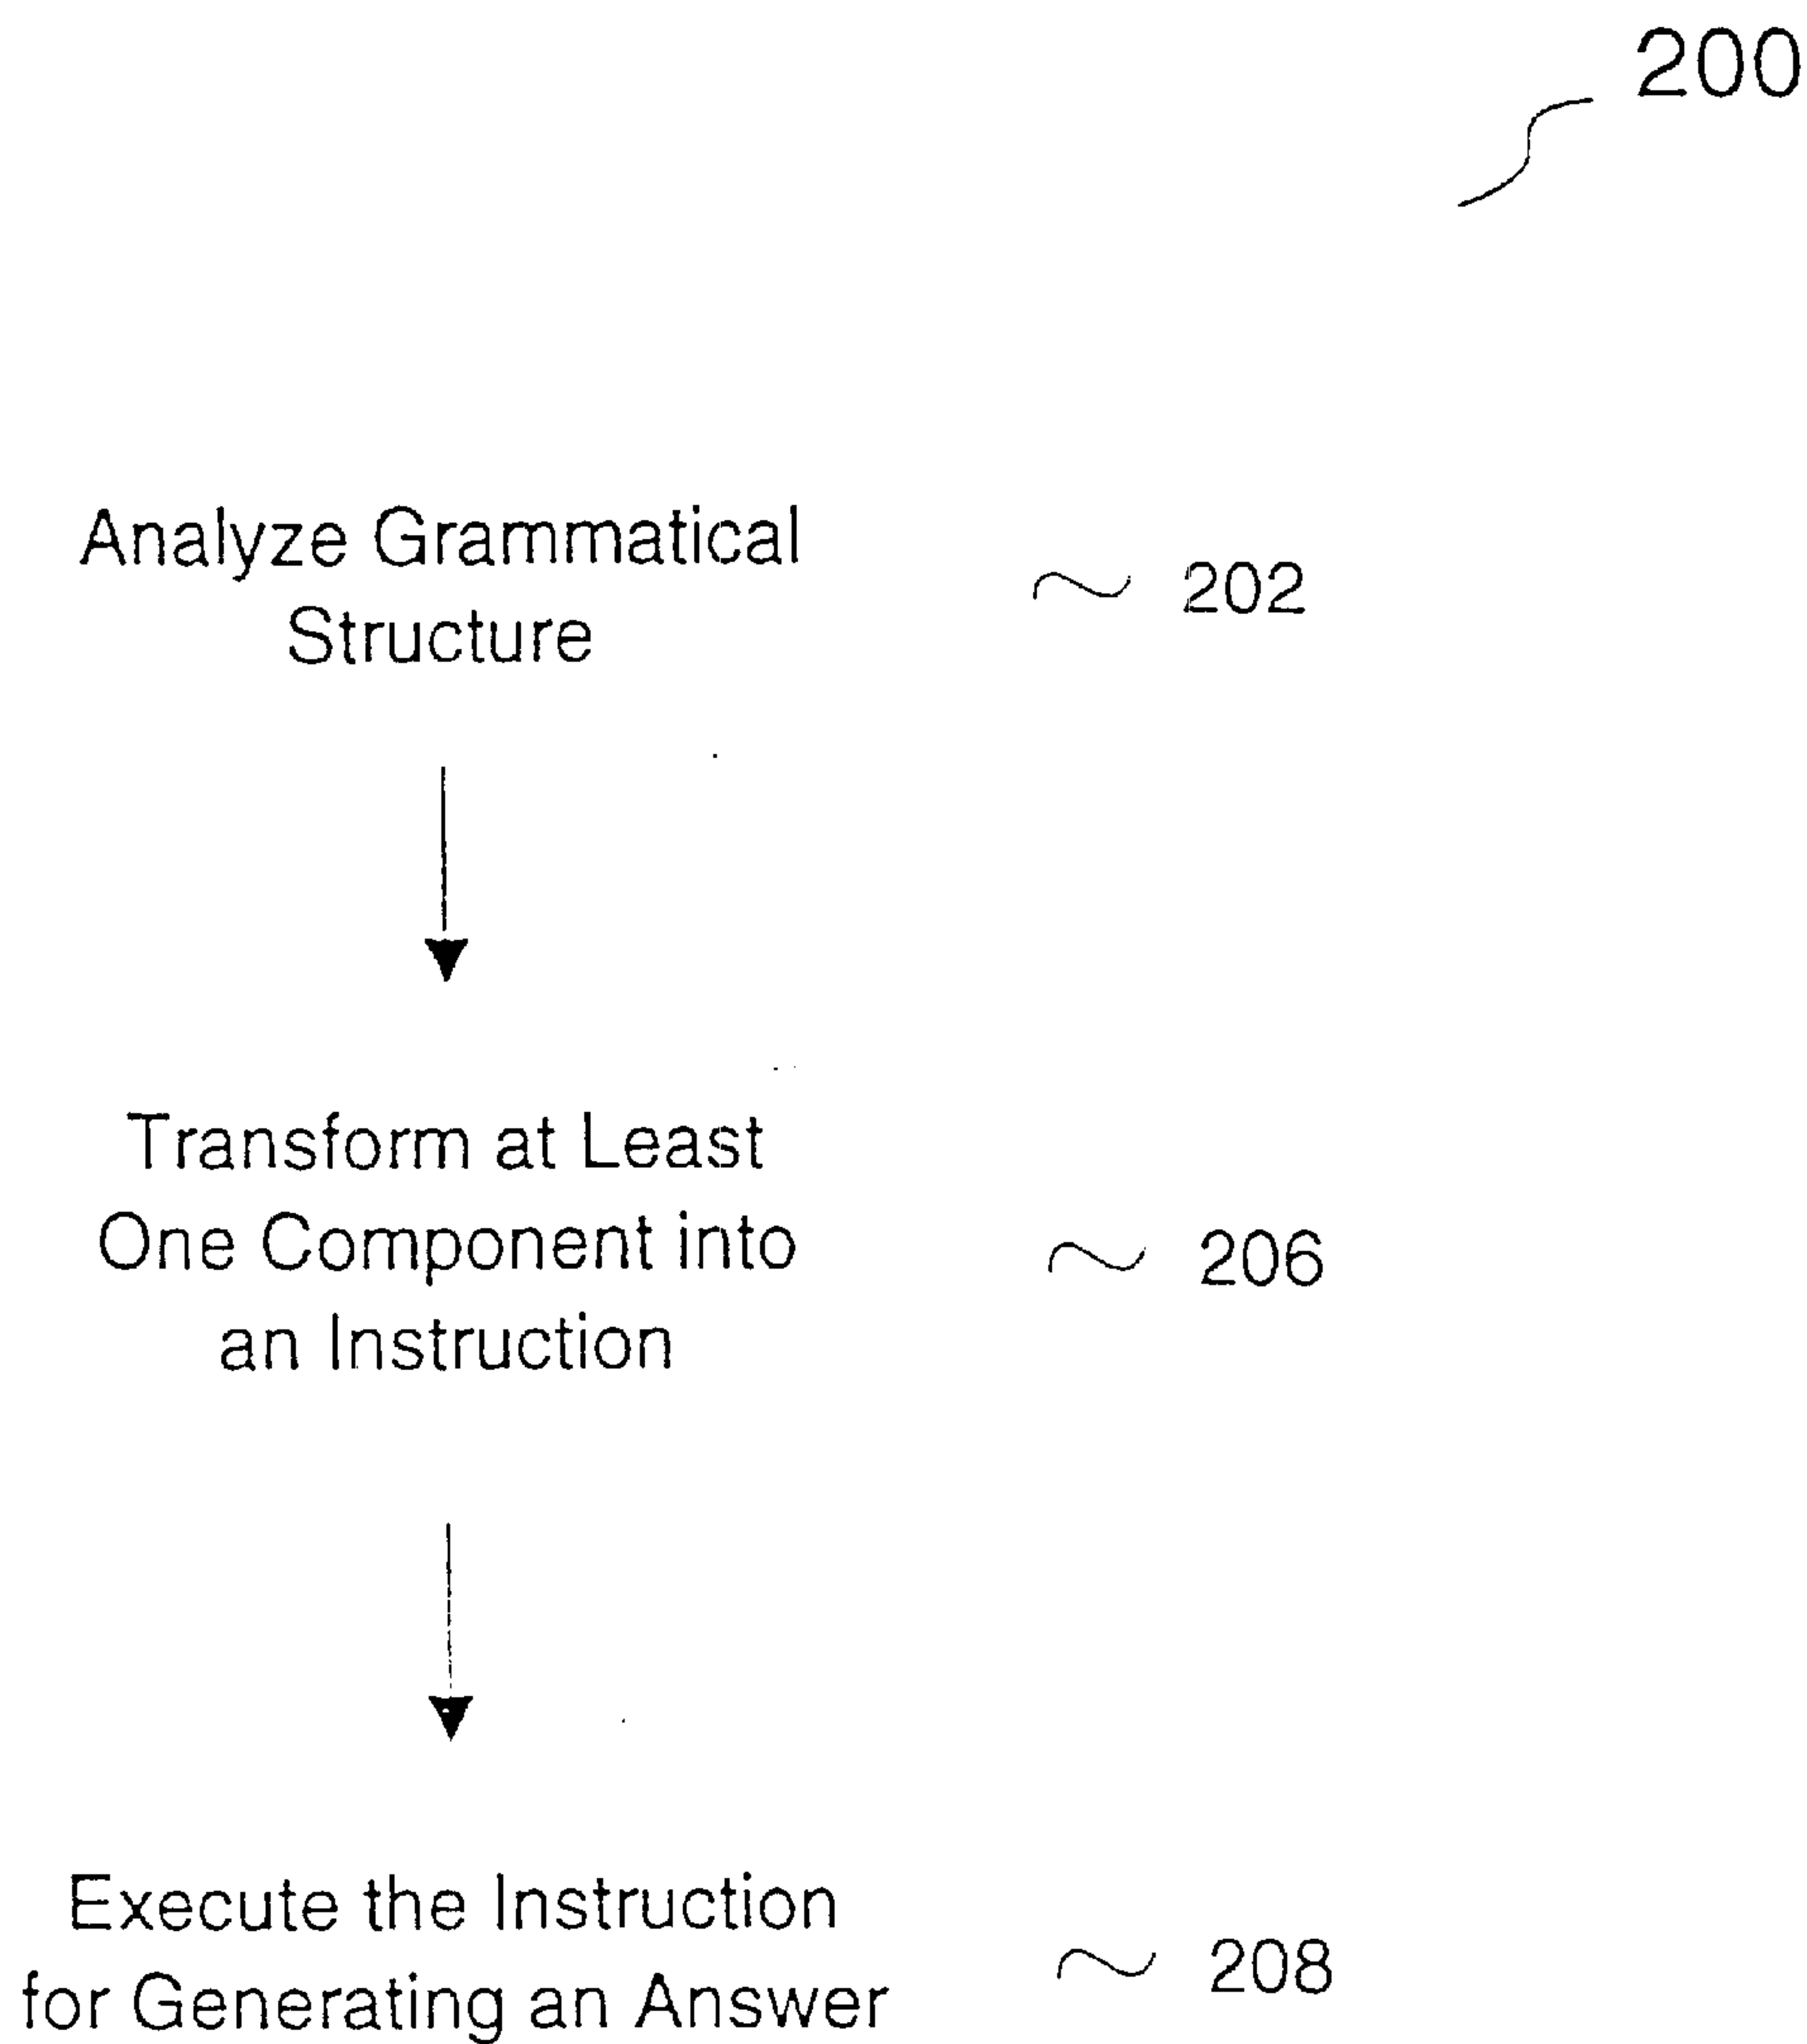 200
Analyze Grammatical
Structure
202
Transform at Least
One Component into
an Instruction
206
Execute the Instruction
for Generating an Answer
208